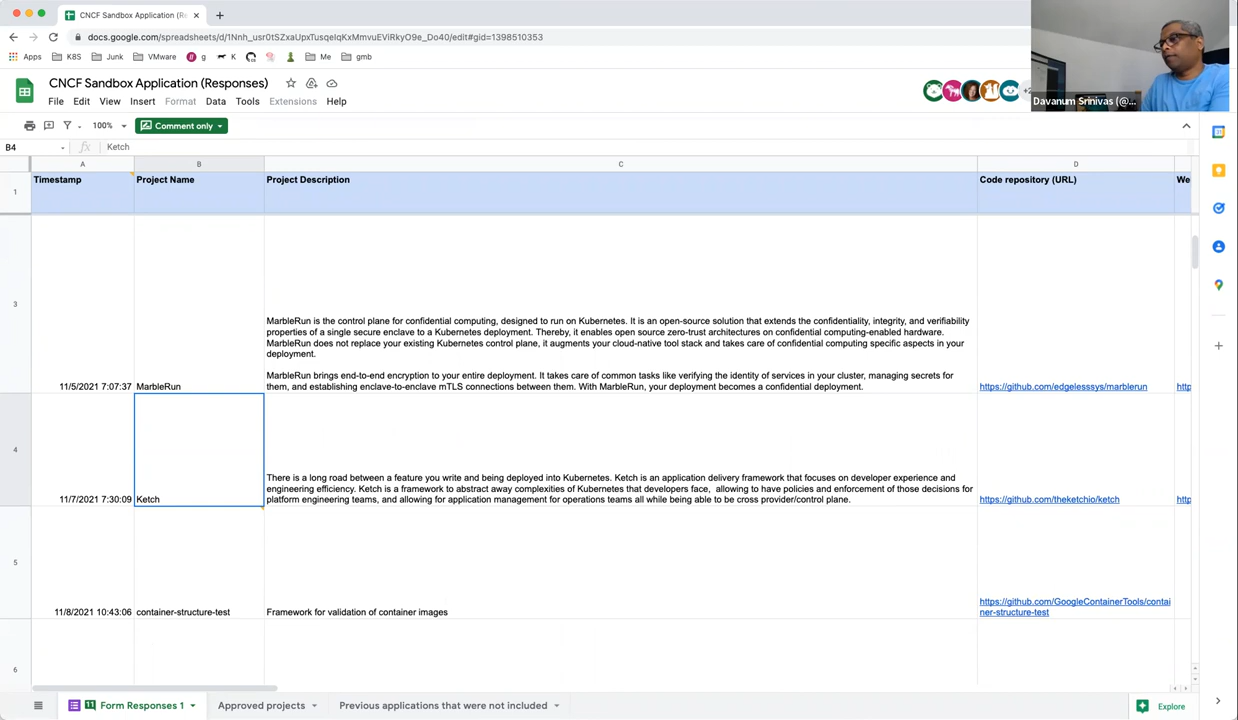 CNCF Sandbox Application (Re
docs.google.com/spreadsheets/d/1Nnh_usr0tSZxaUpxTusqeIqKxMmvuEViRkyO9e_Do40/edit#gid=1398510353
Apps K8S Junk VMware g K Me gmb
CNCF Sandbox Application (Responses)
File Edit View Insert Format Data Tools Extensions Help
Davanum Srinivas (@...
100% Comment only
B4 fx Ketch
A B C D
1 Timestamp Project Name Project Description Code repository (URL) We
3
MarbleRun is the control plane for confidential computing, designed to run on Kubernetes. It is an open-source solution that extends the confidentiality, integrity, and verifiability
properties of a single secure enclave to a Kubernetes deployment. Thereby, it enables open source zero-trust architectures on confidential computing-enabled hardware.
MarbleRun does not replace your existing Kubernetes control plane, it augments your cloud-native tool stack and takes care of confidential computing specific aspects in your
deployment.
MarbleRun brings end-to-end encryption to your entire deployment. It takes care of common tasks like verifying the identity of services in your cluster, managing secrets for
11/5/2021 7:07:37 MarbleRun them, and establishing enclave-to-enclave mTLS connections between them. With MarbleRun, your deployment becomes a confidential deployment. https://github.com/edgelesssys/marblerun http
4
There is a long road between a feature you write and being deployed into Kubernetes. Ketch is an application delivery framework that focuses on developer experience and
engineering efficiency. Ketch is a framework to abstract away complexities of Kubernetes that developers face, allowing to have policies and enforcement of those decisions for
11/7/2021 7:30:09 Ketch platform engineering teams, and allowing for application management for operations teams all while being able to be cross provider/control plane. https://github.com/theketchio/ketch http
5
https://github.com/GoogleContainerTools/contai
11/8/2021 10:43:06 container-structure-test Framework for validation of container images ner-structure-test
6
11 Form Responses 1 Approved projects Previous applications that were not included Explore